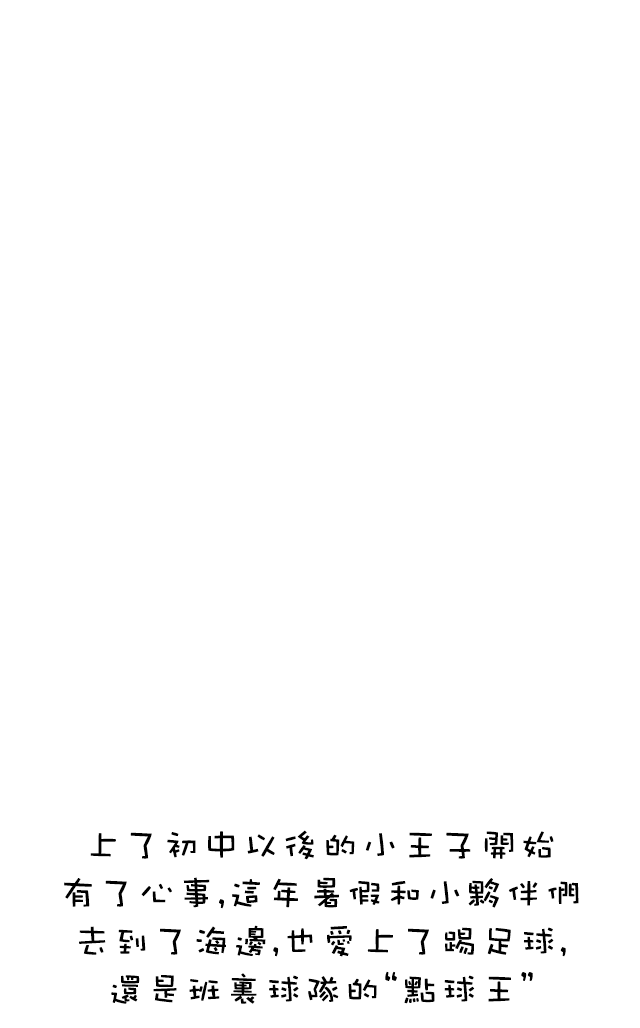 上了初中以後的小王子開始
有了心事,這年暑假和小夥伴們
去到了海邊,也愛上了踢足球,
還是班裏球隊的“點球王”